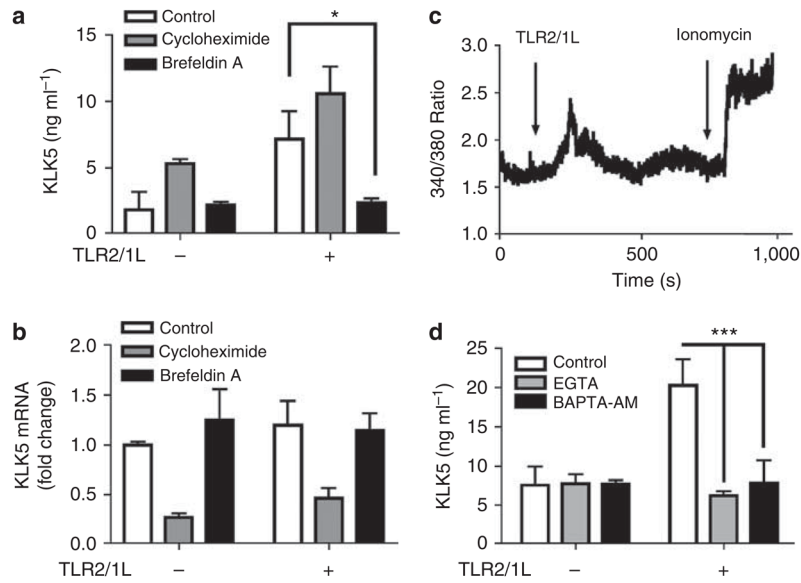 a
Control
Cycloheximide
Brefeldin A
*
KLK5 (ng ml⁻¹)
15
10
5
0
TLR2/1L − +
b
Control
Cycloheximide
Brefeldin A
KLK5 mRNA
(fold change)
2.0
1.5
1.0
0.5
0.0
TLR2/1L − +
c
TLR2/1L Ionomycin
340/380 Ratio
3.0
2.5
2.0
1.5
1.0
0 500 1,000
Time (s)
d
Control
EGTA
BAPTA-AM
***
KLK5 (ng ml⁻¹)
25
20
15
10
5
0
TLR2/1L − +